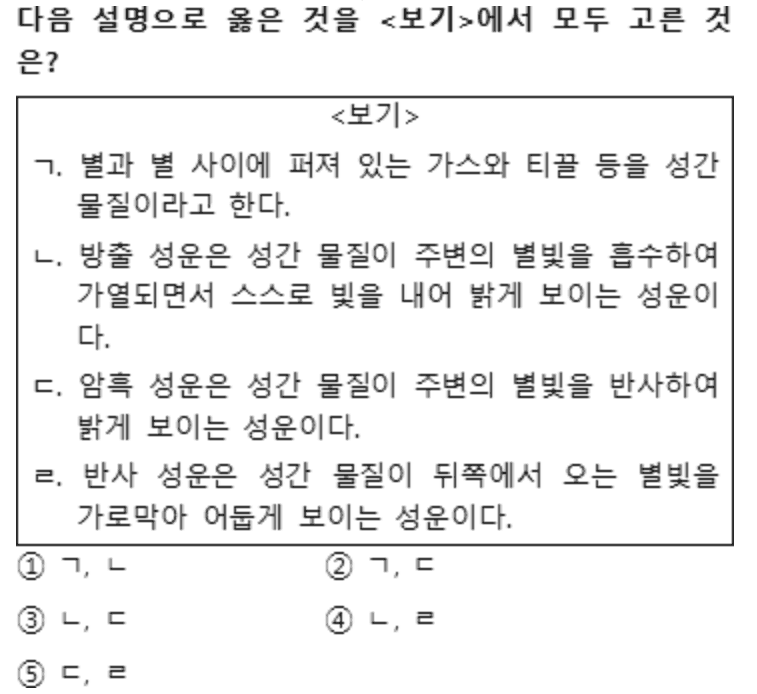 다음 설명으로 옳은 것을 <보기>에서 모두 고른 것
은?
<보기>
ㄱ. 별과 별 사이에 퍼져 있는 가스와 티끌 등을 성간
물질이라고 한다.
ㄴ. 방출 성운은 성간 물질이 주변의 별빛을 흡수하여
가열되면서 스스로 빛을 내어 밝게 보이는 성운이
다.
ㄷ. 암흑 성운은 성간 물질이 주변의 별빛을 반사하여
밝게 보이는 성운이다.
ㄹ. 반사 성운은 성간 물질이 뒤쪽에서 오는 별빛을
가로막아 어둡게 보이는 성운이다.
① ㄱ, ㄴ ② ㄱ, ㄷ
③ ㄴ, ㄷ ④ ㄴ, ㄹ
⑤ ㄷ, ㄹ